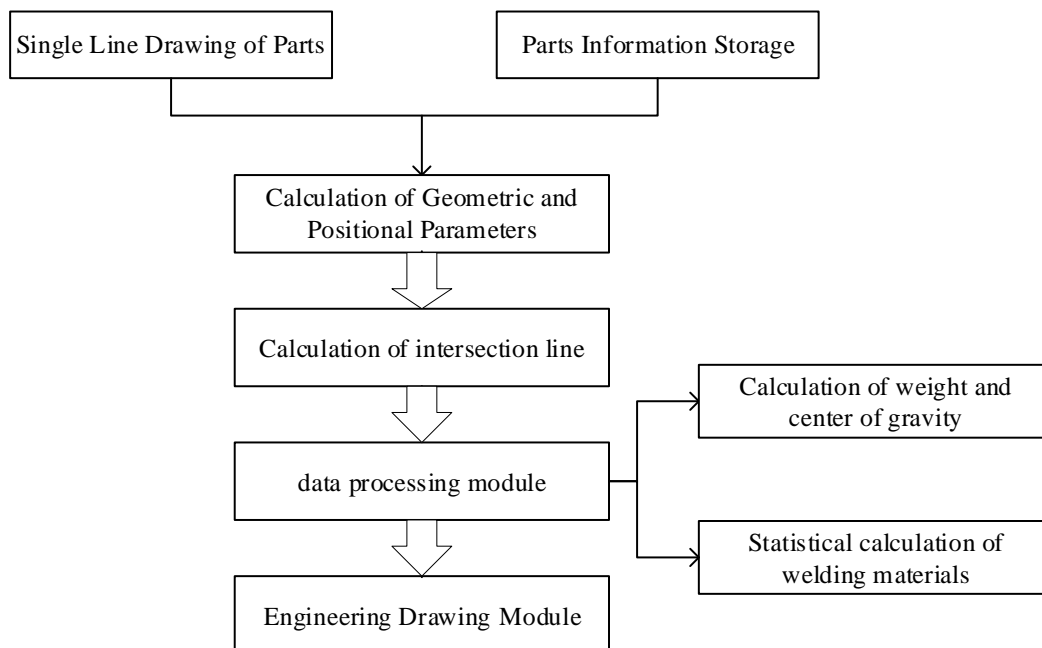 Single Line Drawing of Parts
Parts Information Storage
Calculation of Geometric and
Positional Parameters
Calculation of intersection line
Calculation of weight and
center of gravity
data processing module
Statistical calculation of
welding materials
Engineering Drawing Module